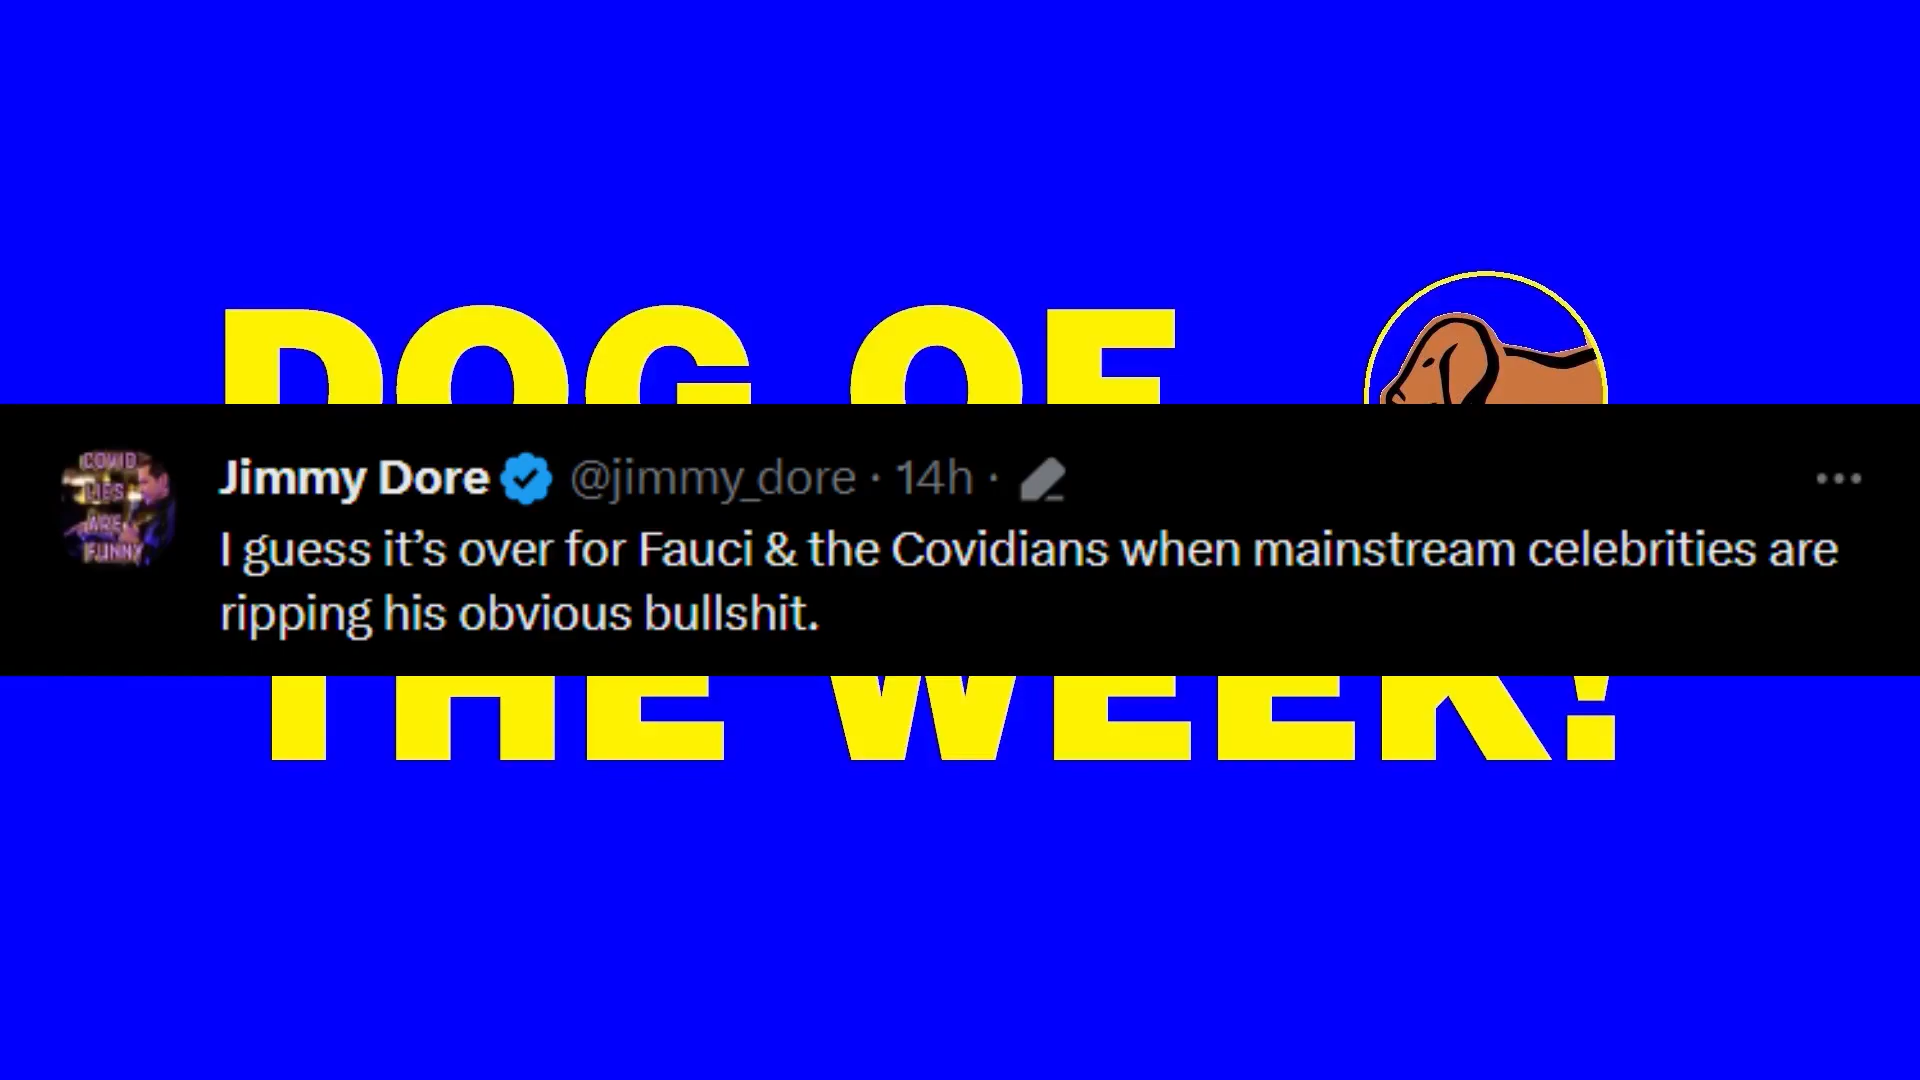 DOG OF
Jimmy Dore @jimmy_dore · 14h ·
COVID
LIES
ARE
FUNNY
I guess it’s over for Fauci & the Covidians when mainstream celebrities are
ripping his obvious bullshit.
THE WEEK!